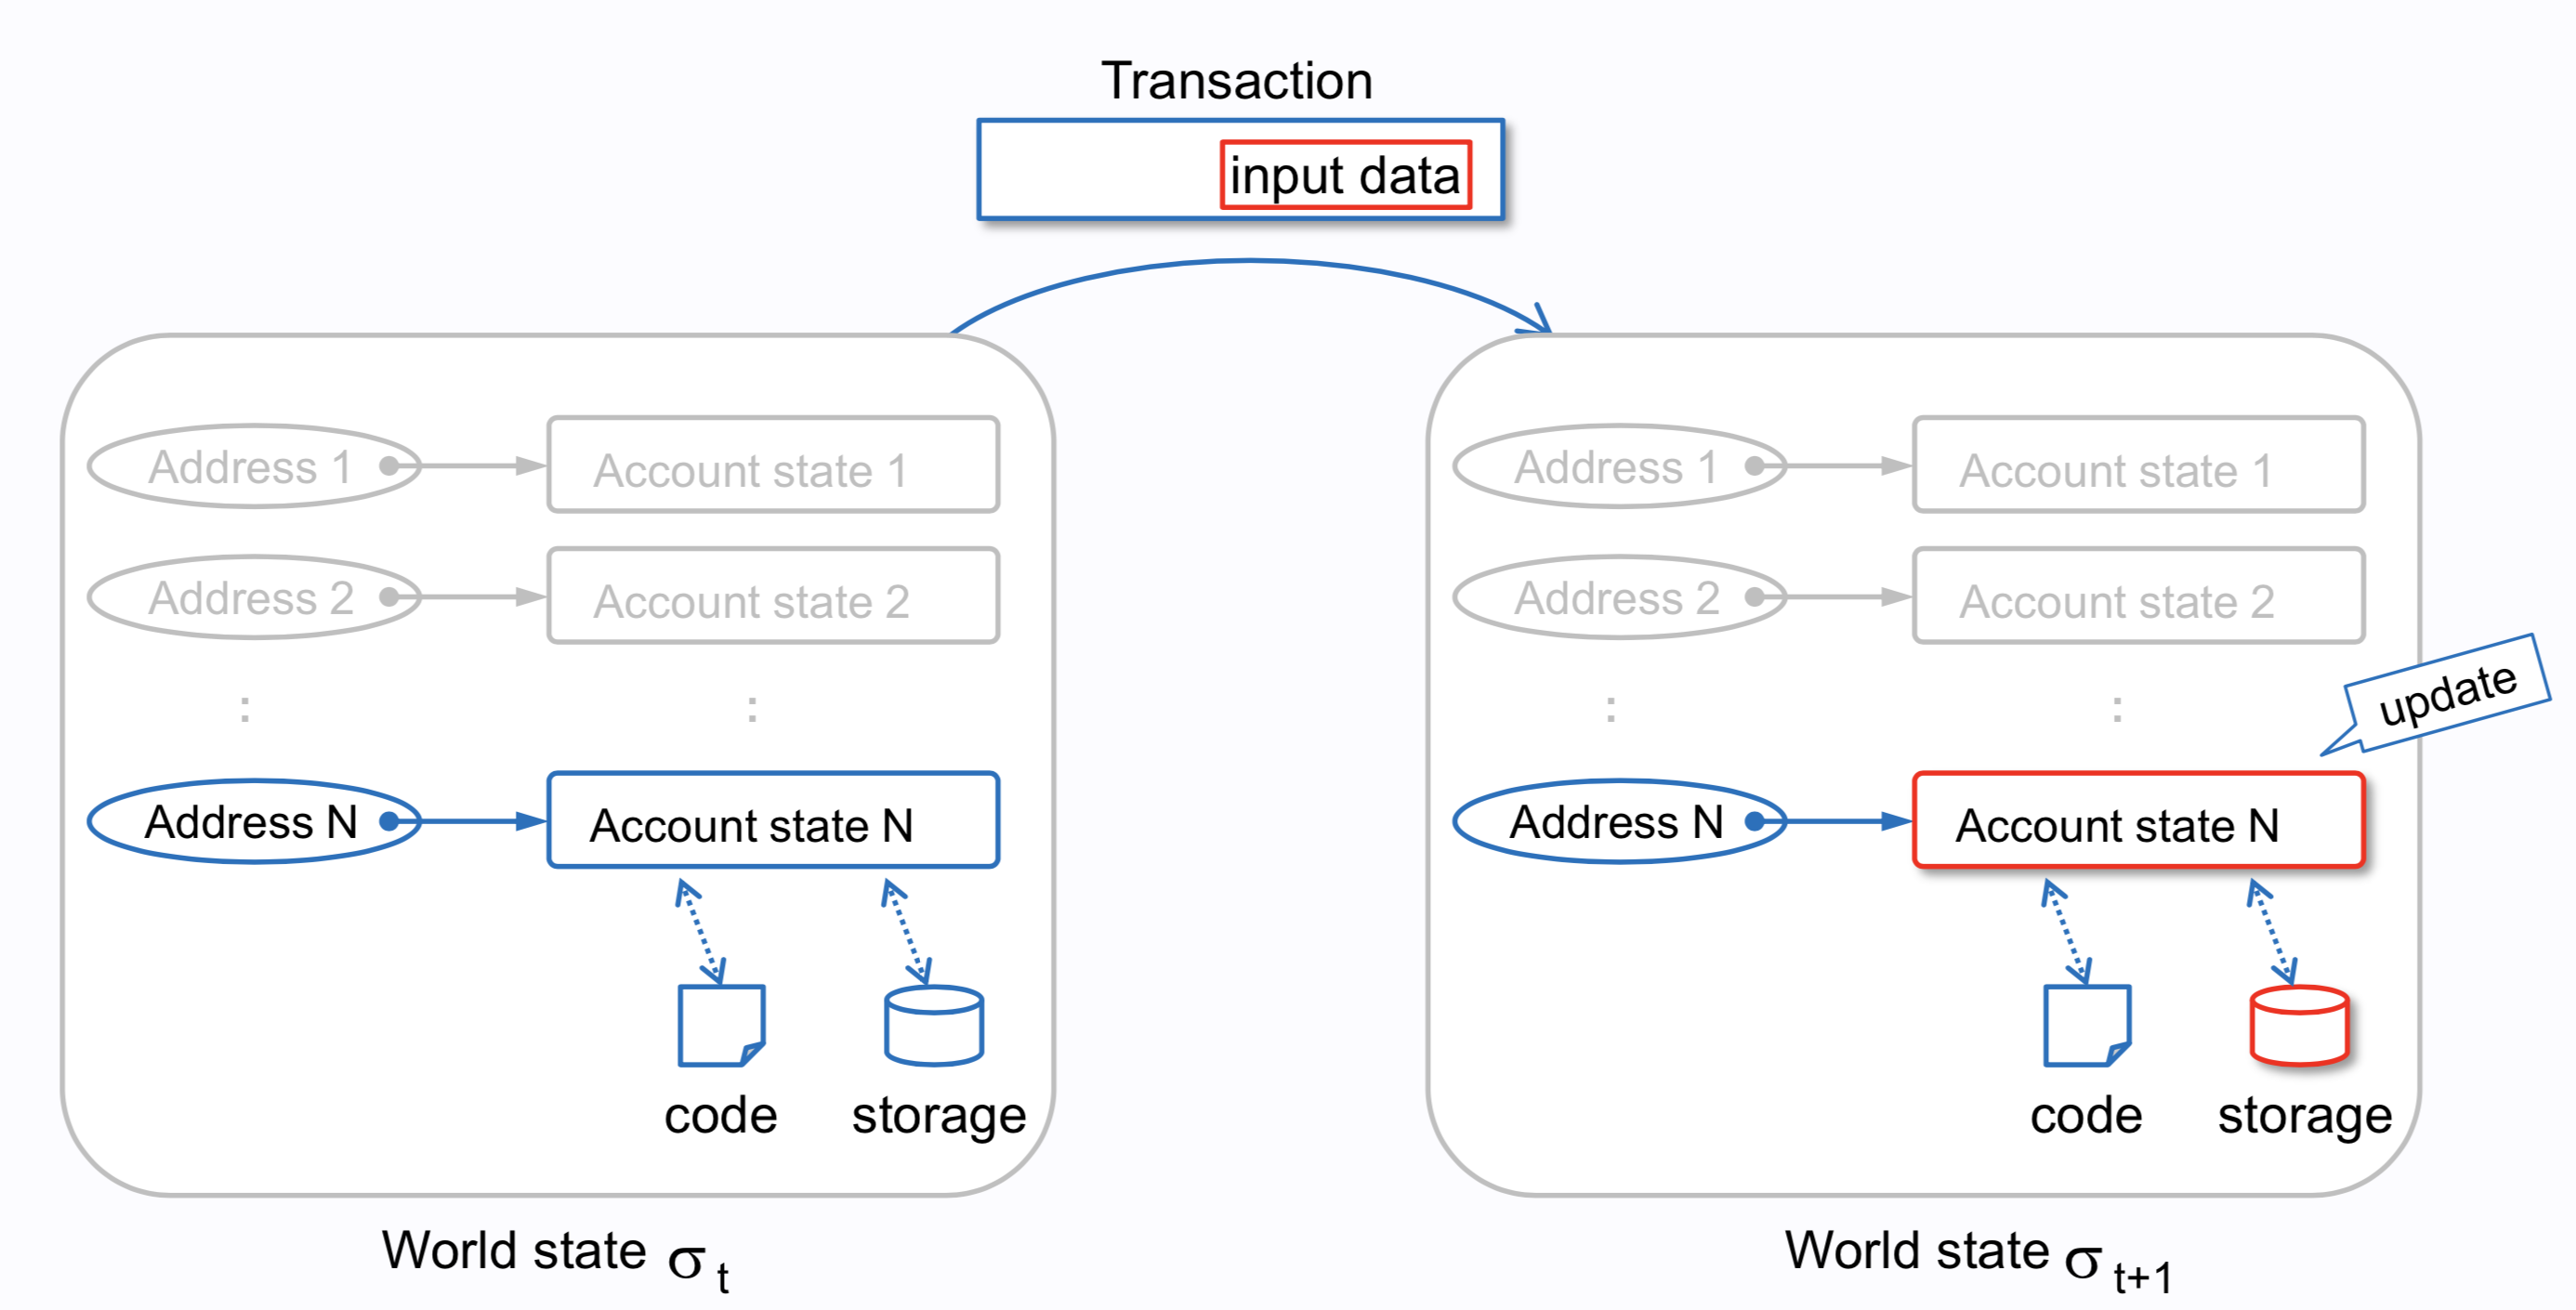 Transaction
input data
Address 1
Account state 1
Address 2
Account state 2
:
:
Address N
Account state N
code
storage
World state σ t
Address 1
Account state 1
Address 2
Account state 2
:
:
update
Address N
Account state N
code
storage
World state σ t+1